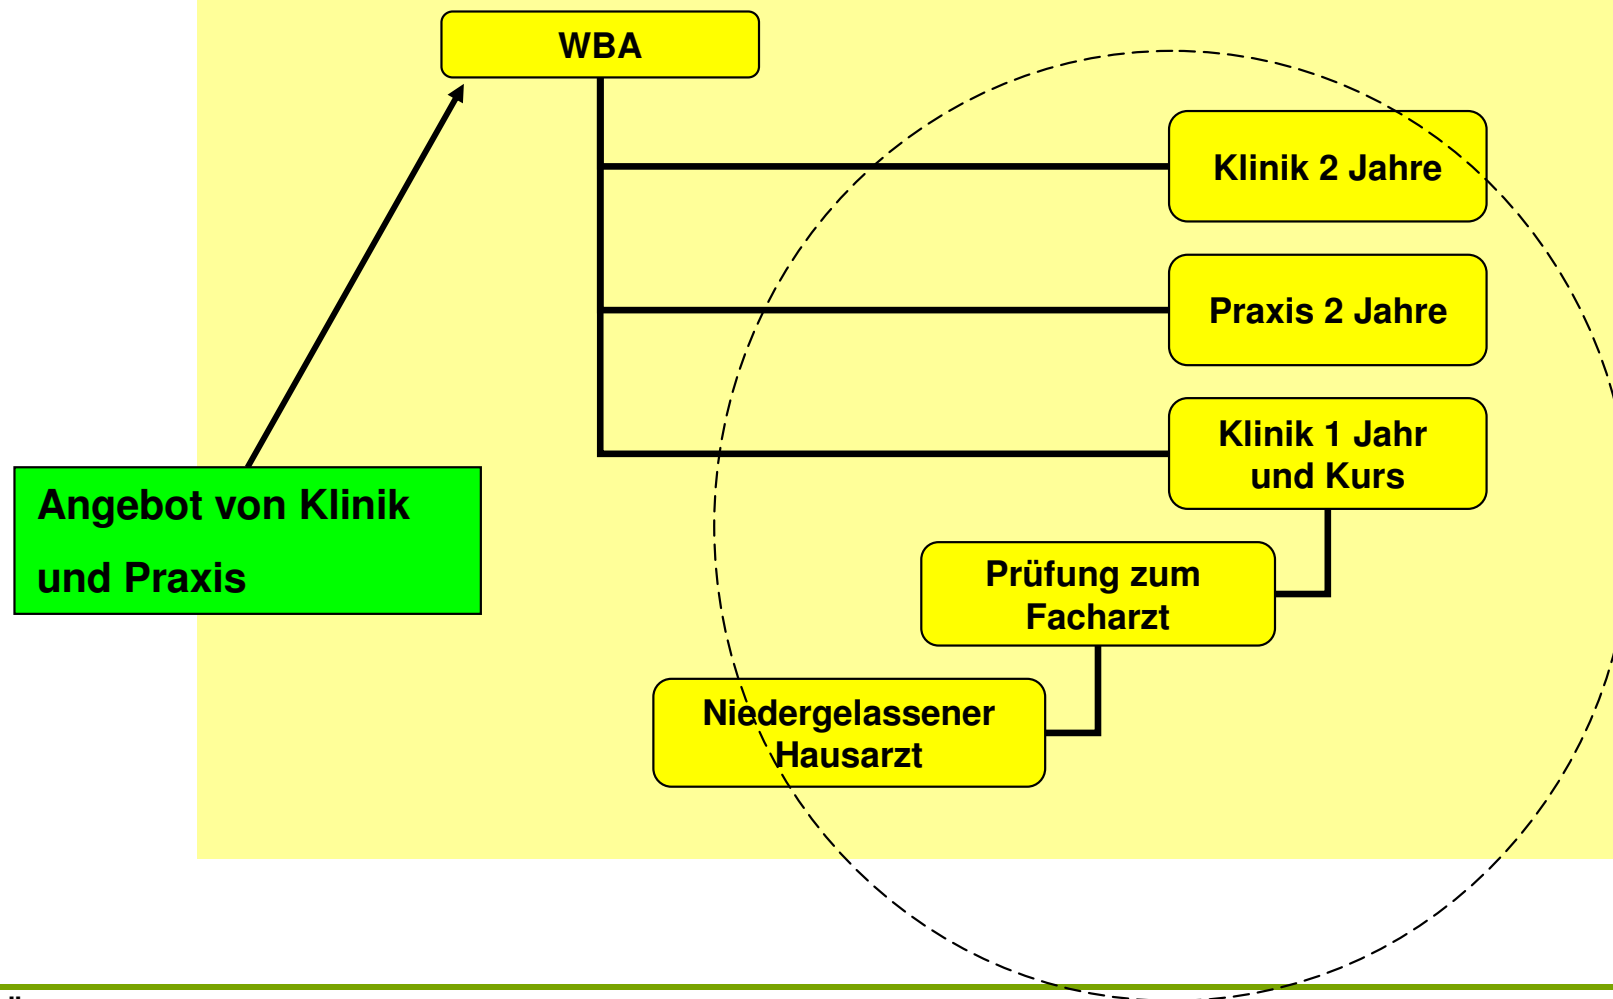 WBA
Klinik 2 Jahre
Praxis 2 Jahre
Klinik 1 Jahr
und Kurs
Angebot von Klinik
und Praxis
Prüfung zum
Facharzt
Niedergelassener
Hausarzt